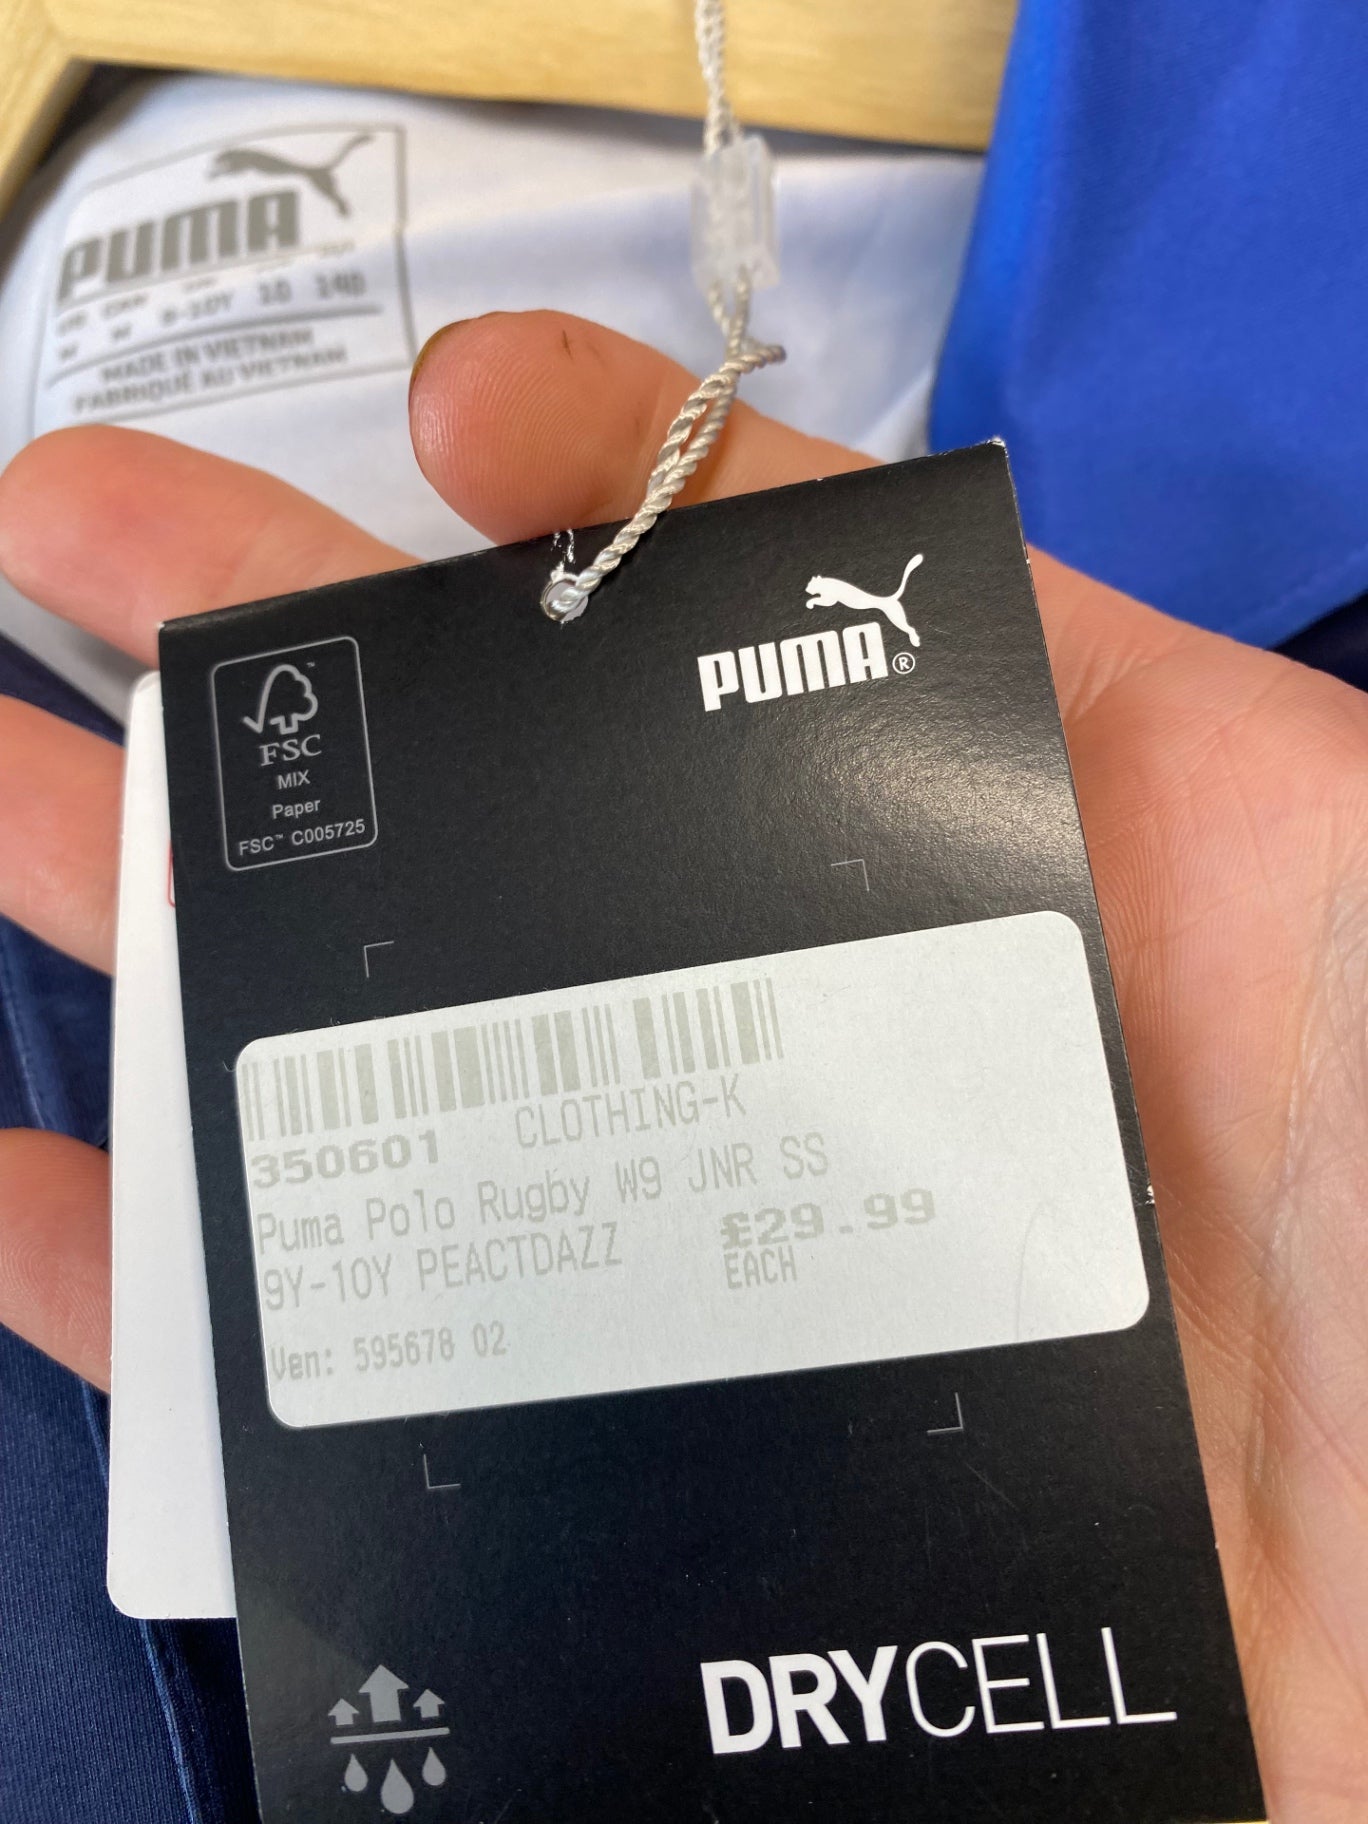 PUMA
9-10Y 10 140
MADE IN VIETNAM
FABRIQUÉ AU VIETNAM
PUMA®
FSC
MIX
Paper
FSC™ C005725
350601 CLOTHING-K
Puma Polo Rugby W9 JNR SS
9Y-10Y PEACTDAZZ £29.99
EACH
Ven: 595678 02
DRYCELL